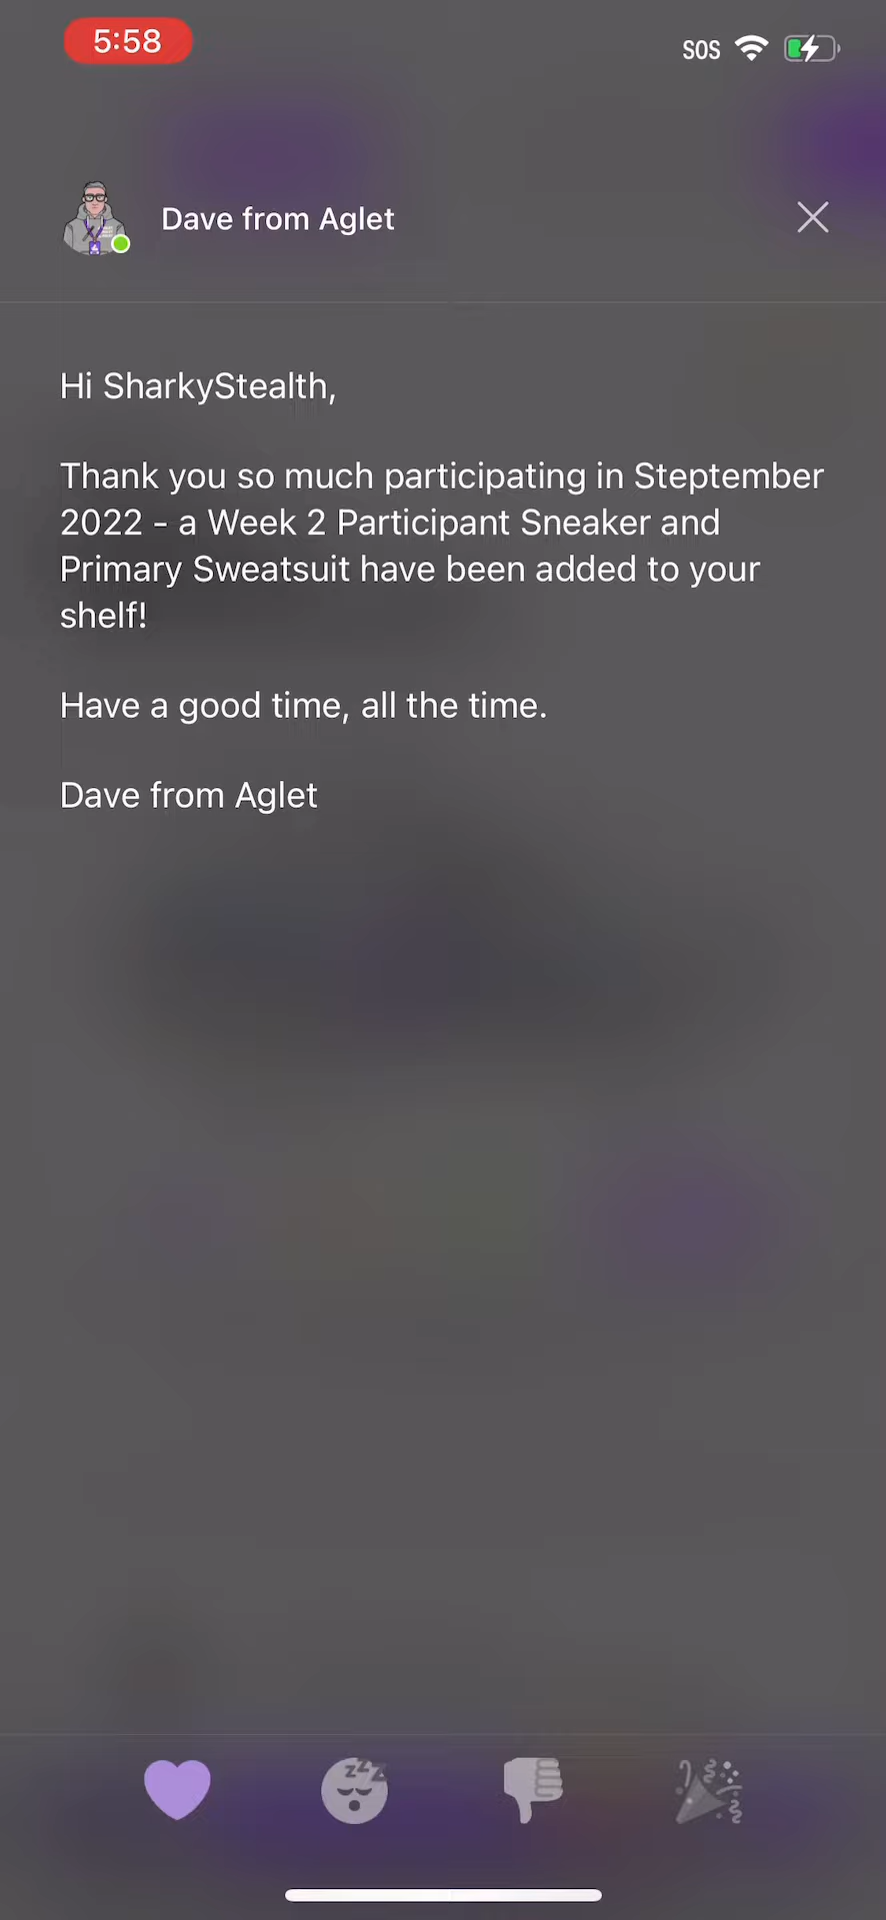 5:58
SOS
Dave from Aglet
Hi SharkyStealth,
Thank you so much participating in Steptember
2022 - a Week 2 Participant Sneaker and
Primary Sweatsuit have been added to your
shelf!
Have a good time, all the time.
Dave from Aglet